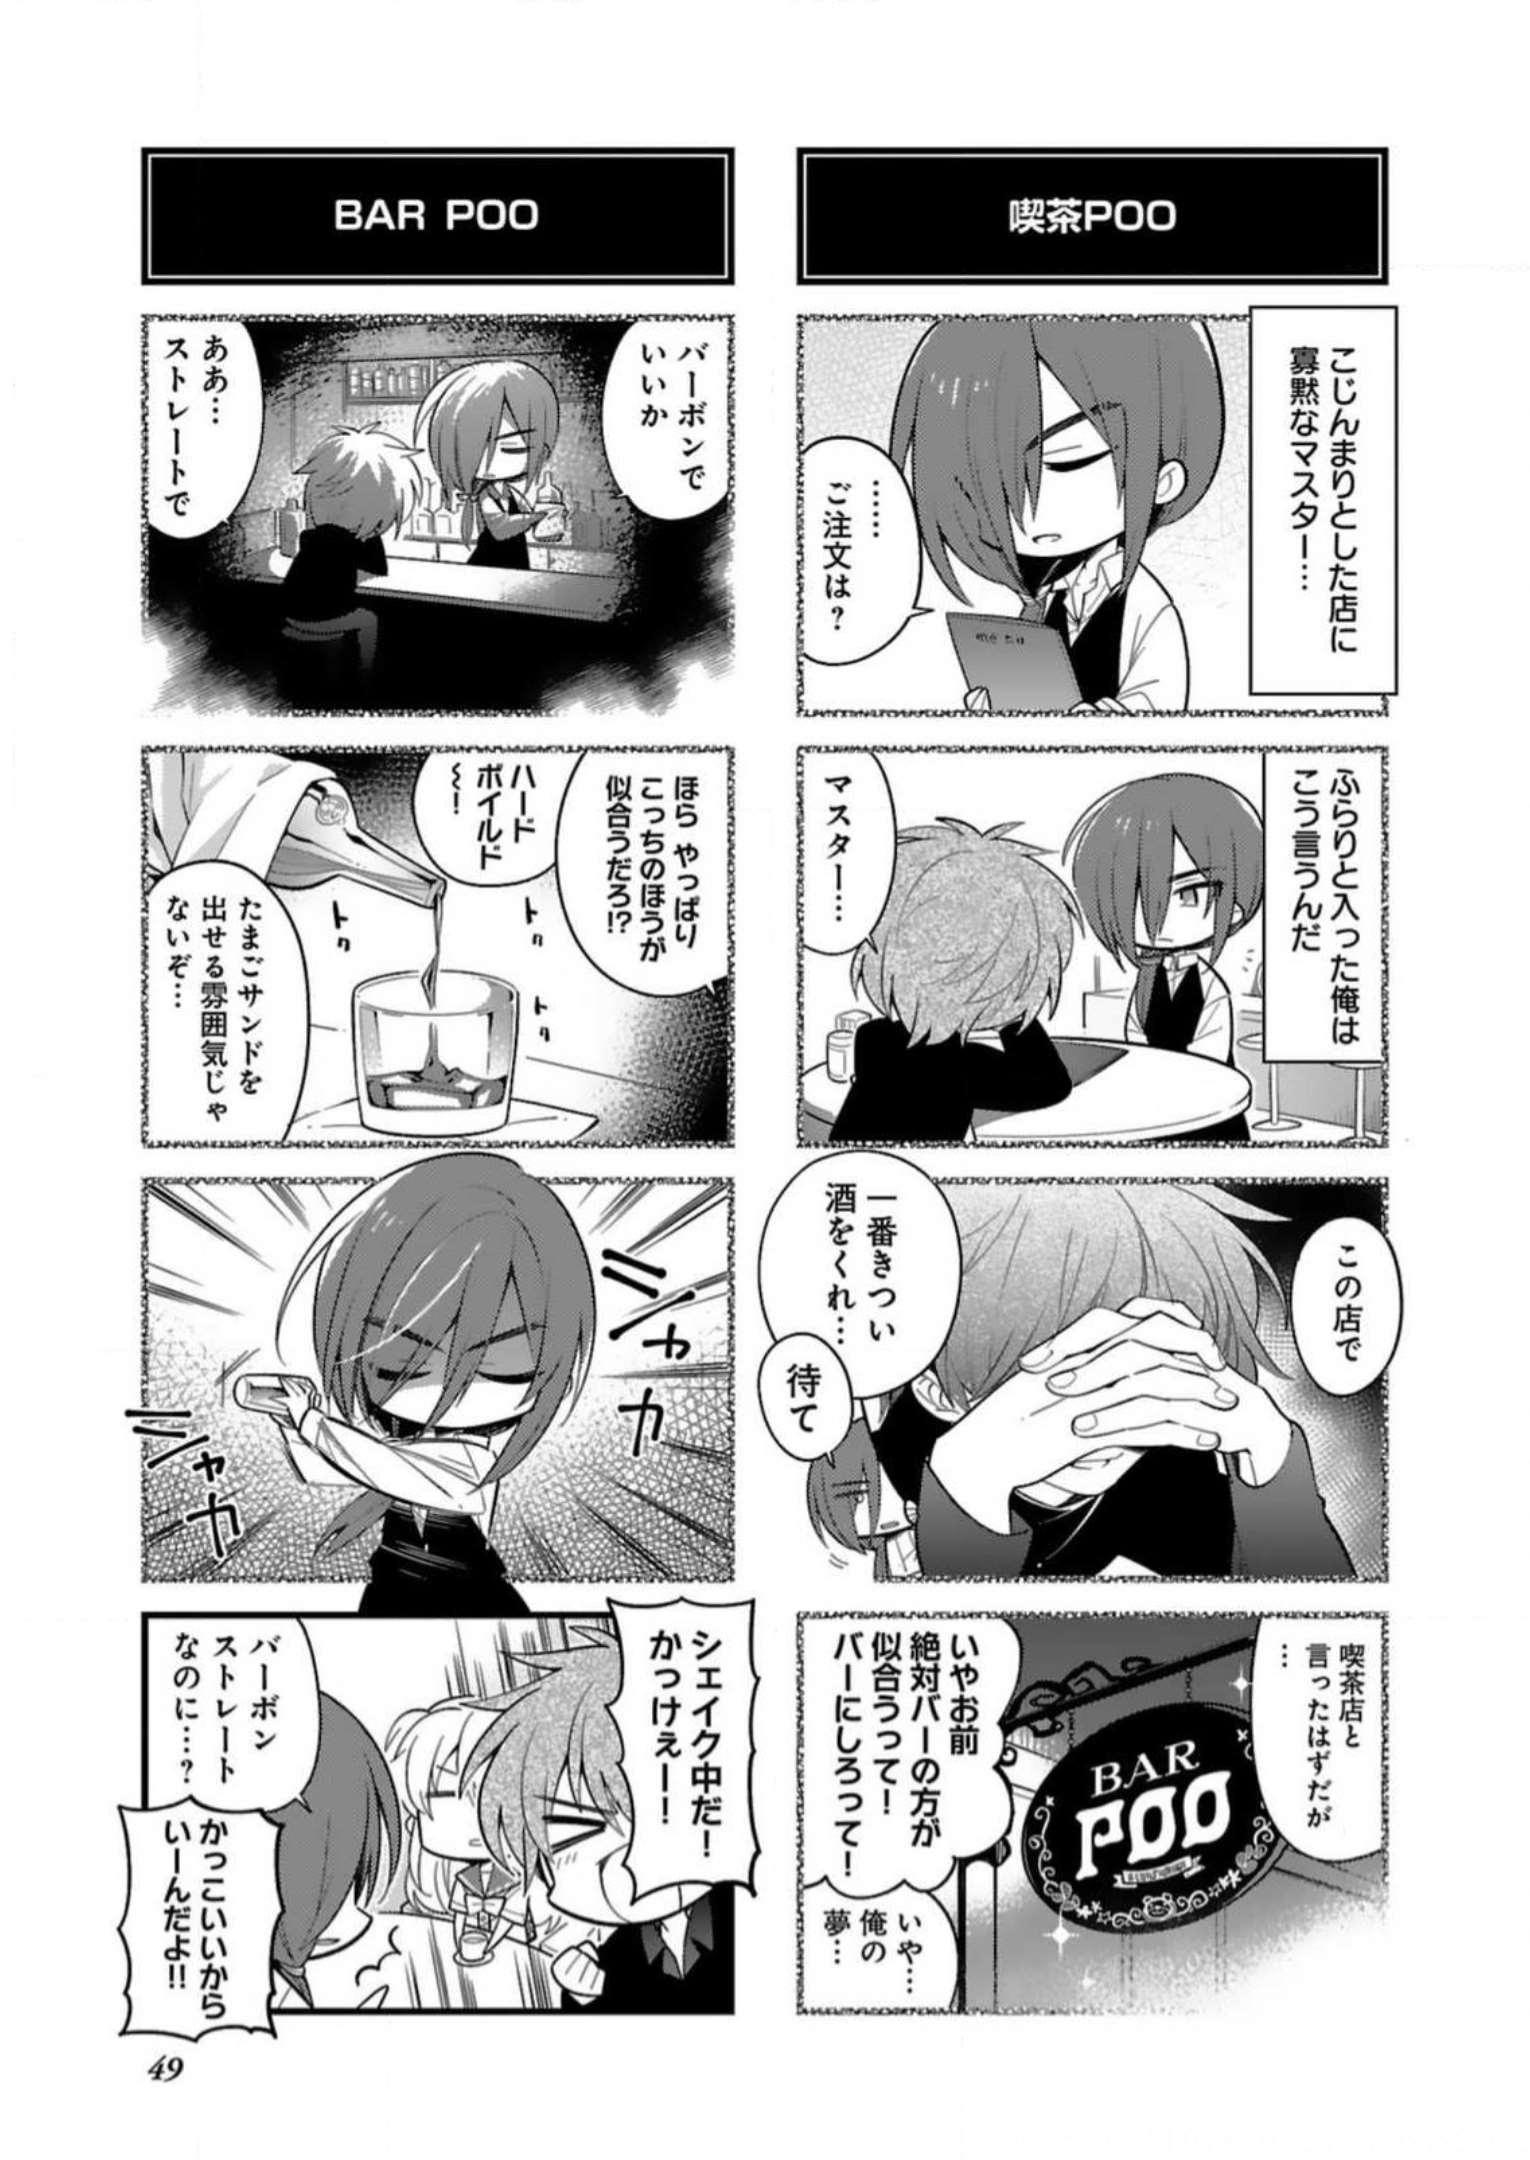 喫茶POO
こじんまりとした店に
寡黙なマスター…
……
ご注文は?
ふらりと入った俺は
こう言うんだ
マスター…
この店で
一番きつい
酒をくれ…
待て
喫茶店と
言ったはずだが
…
BAR
POO
いやお前
絶対バーの方が
似合うって!
バーにしろって!
いや…
俺の
夢…
BAR POO
バーボンで
いいか
ああ…
ストレートで
ほら やっぱり
こっちのほうが
似合うだろ!?
ハード
ボイルド
〜!
トク
トク
トク
たまごサンドを
出せる雰囲気じゃ
ないぞ…
シャカ
シャカ
シェイク中だ!
かっけぇー!
バーボン
ストレート
なのに…?
かっこいいから
いーんだよ!!
49